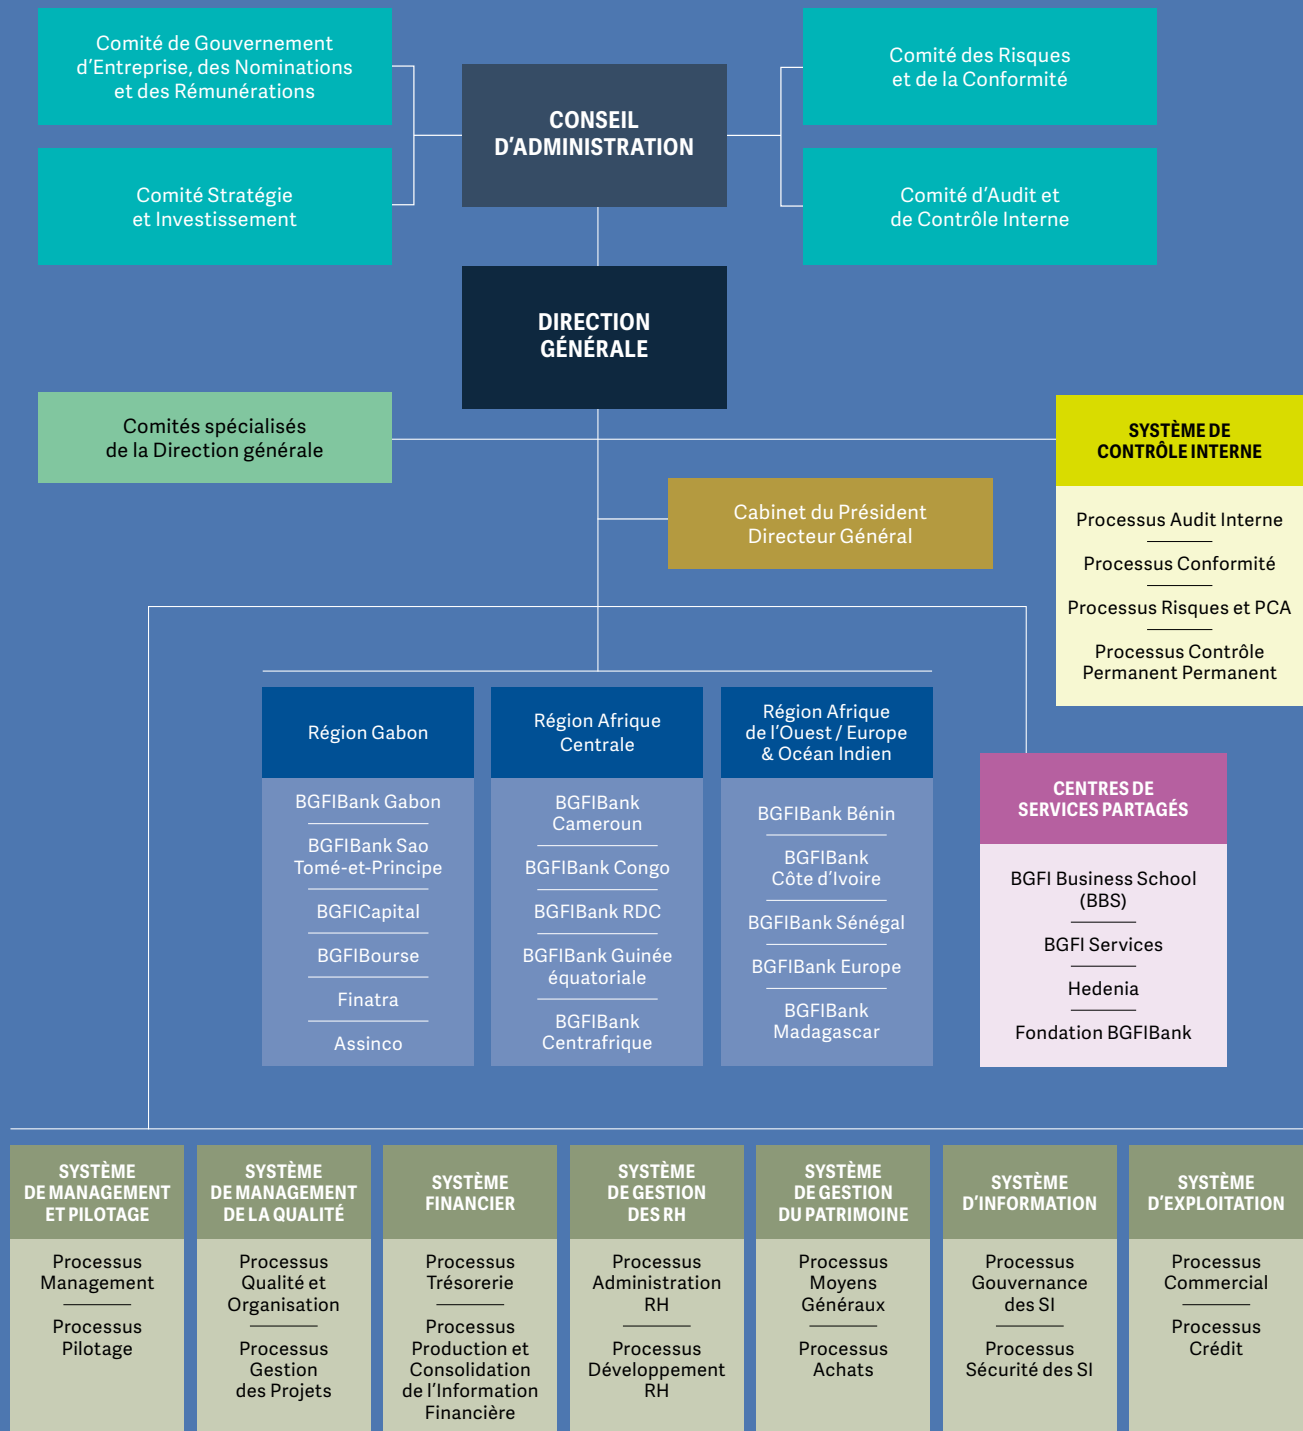 Comité de Gouvernement
d'Entreprise, des Nominations
et des Rémunérations
Comité Stratégie
et Investissement
CONSEIL
D'ADMINISTRATION
Comité des Risques
et de la Conformité
Comité d'Audit et
de Contrôle Interne
DIRECTION
GÉNÉRALE
Comités spécialisés
de la Direction générale
Cabinet du Président
Directeur Général
SYSTÈME DE
CONTRÔLE INTERNE
Processus Audit Interne
Processus Conformité
Processus Risques et PCA
Processus Contrôle
Permanent Permanent
Région Gabon
BGFIBank Gabon
BGFIBank Sao
Tomé-et-Principe
BGFICapital
BGFIBourse
Finatra
Assinco
Région Afrique
Centrale
BGFIBank
Cameroun
BGFIBank Congo
BGFIBank RDC
BGFIBank Guinée
équatoriale
BGFIBank
Centrafrique
Région Afrique
de l'Ouest / Europe
& Océan Indien
BGFIBank Bénin
BGFIBank
Côte d'Ivoire
BGFIBank Sénégal
BGFIBank Europe
BGFIBank
Madagascar
CENTRES DE
SERVICES PARTAGÉS
BGFI Business School
(BBS)
BGFI Services
Hedenia
Fondation BGFIBank
SYSTÈME
DE MANAGEMENT
ET PILOTAGE
Processus
Management
Processus
Pilotage
SYSTÈME
DE MANAGEMENT
DE LA QUALITÉ
Processus
Qualité et
Organisation
Processus
Gestion
des Projets
SYSTÈME
FINANCIER
Processus
Trésorerie
Processus
Production et
Consolidation
de l'Information
Financière
SYSTÈME
DE GESTION
DES RH
Processus
Administration
RH
Processus
Développement
RH
SYSTÈME
DE GESTION
DU PATRIMOINE
Processus
Moyens
Généraux
Processus
Achats
SYSTÈME
D'INFORMATION
Processus
Gouvernance
des SI
Processus
Sécurité des SI
SYSTÈME
D'EXPLOITATION
Processus
Commercial
Processus
Crédit